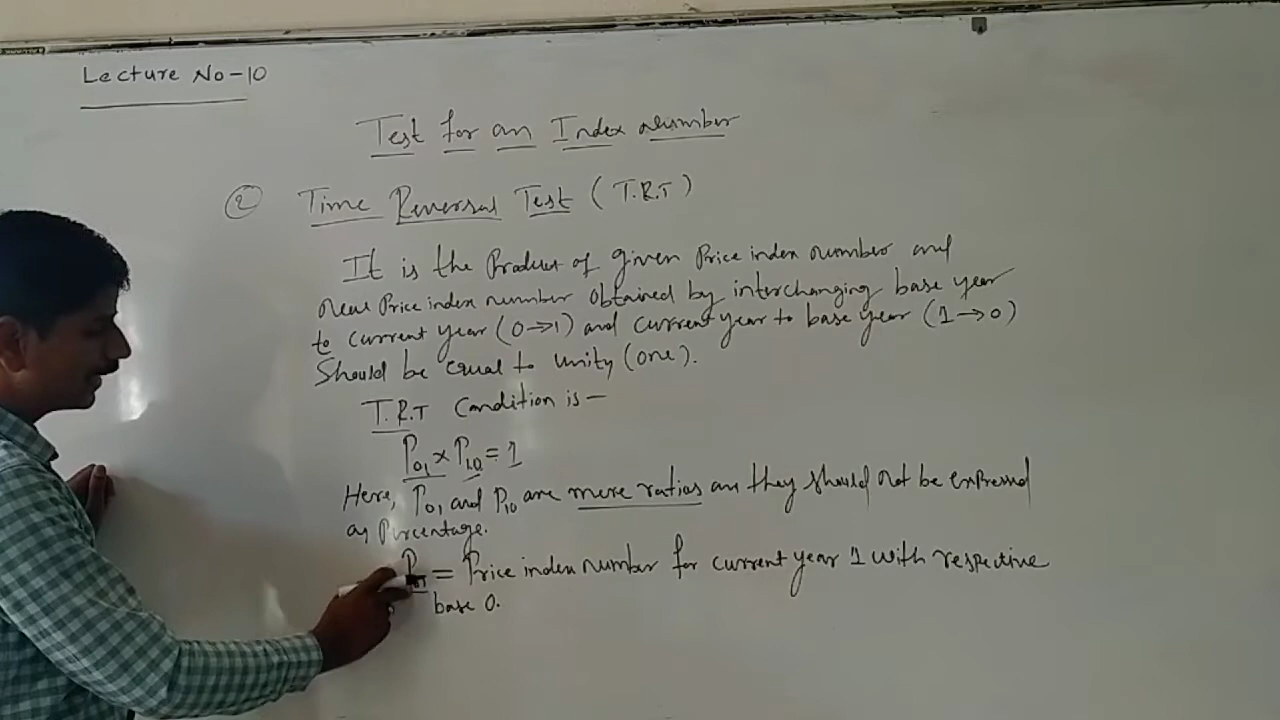 Lecture No-10
Test for an Index Number
② Time Reversal Test (T.R.T)
It is the Product of given Price index number and
new Price index number obtained by interchanging base year
to current year (0→1) and current year to base year (1→0)
Should be equal to unity (one).
T.R.T Condition is —
P₀₁ × P₁₀ = 1
Here, P₀₁ and P₁₀ are mere ratios and they should not be expressed
as Percentage.
P₀₁ = Price index number for current year 1 with respective
base 0.